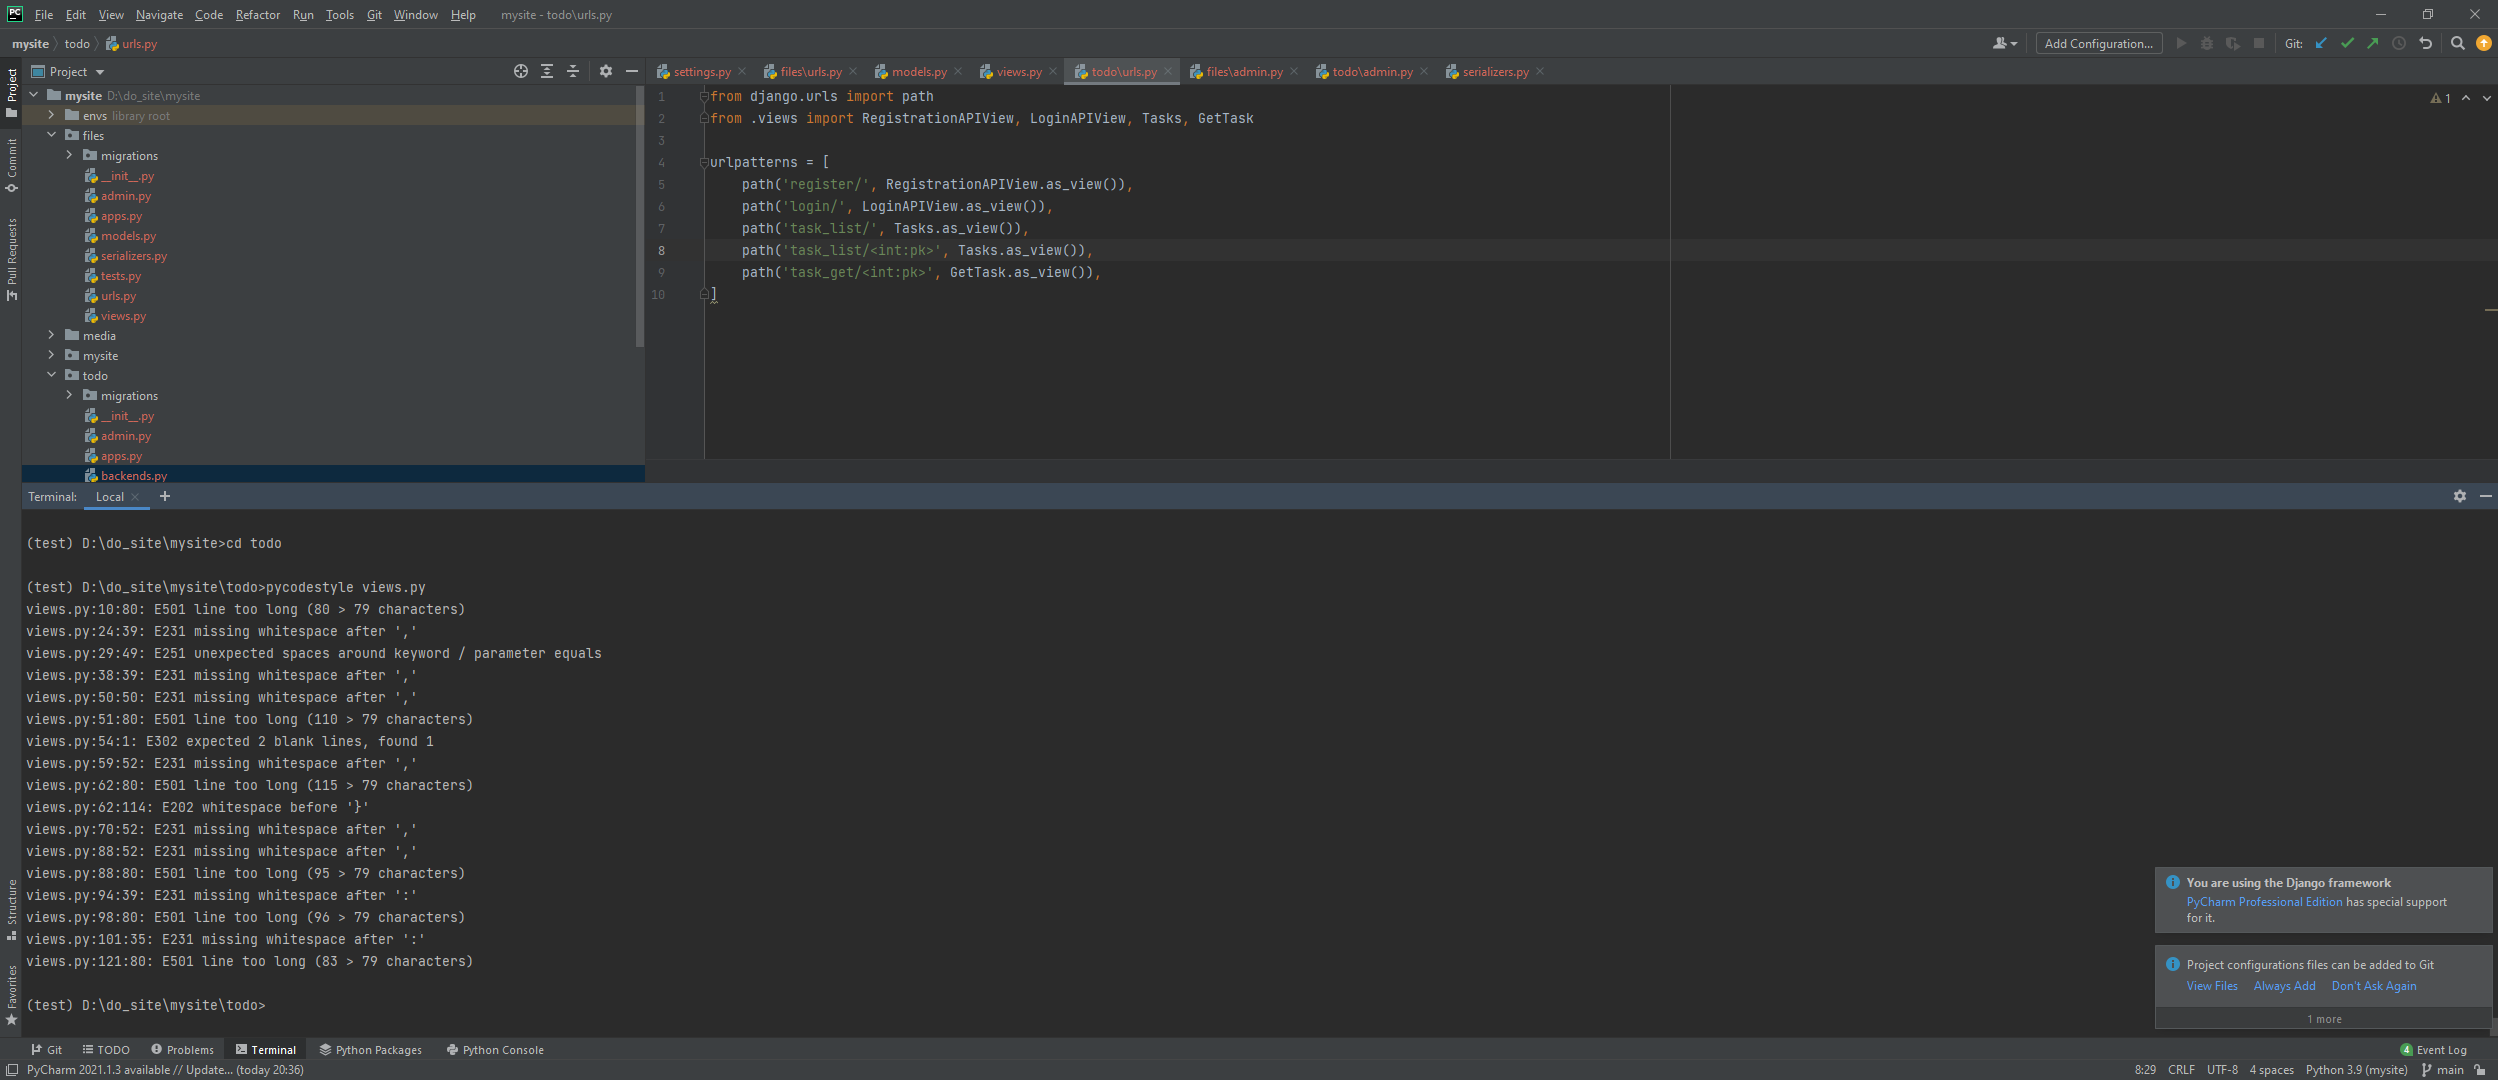 PC File Edit View Navigate Code Refactor Run Tools Git Window Help mysite - todo\urls.py
mysite todo urls.py Add Configuration... Git:
Project
settings.py files\urls.py models.py views.py todo\urls.py files\admin.py todo\admin.py serializers.py
mysite D:\do_site\mysite
envs library root
files
migrations
__init__.py
admin.py
apps.py
models.py
serializers.py
tests.py
urls.py
views.py
media
mysite
todo
migrations
__init__.py
admin.py
apps.py
backends.py
Project
Commit
Pull Requests
Structure
Favorites
1 from django.urls import path
2 from .views import RegistrationAPIView, LoginAPIView, Tasks, GetTask
3
4 urlpatterns = [
5 path('register/', RegistrationAPIView.as_view()),
6 path('login/', LoginAPIView.as_view()),
7 path('task_list/', Tasks.as_view()),
8 path('task_list/<int:pk>', Tasks.as_view()),
9 path('task_get/<int:pk>', GetTask.as_view()),
10 ]
1
Terminal: Local
(test) D:\do_site\mysite>cd todo
(test) D:\do_site\mysite\todo>pycodestyle views.py
views.py:10:80: E501 line too long (80 > 79 characters)
views.py:24:39: E231 missing whitespace after ','
views.py:29:49: E251 unexpected spaces around keyword / parameter equals
views.py:38:39: E231 missing whitespace after ','
views.py:50:50: E231 missing whitespace after ','
views.py:51:80: E501 line too long (110 > 79 characters)
views.py:54:1: E302 expected 2 blank lines, found 1
views.py:59:52: E231 missing whitespace after ','
views.py:62:80: E501 line too long (115 > 79 characters)
views.py:62:114: E202 whitespace before '}'
views.py:70:52: E231 missing whitespace after ','
views.py:88:52: E231 missing whitespace after ','
views.py:88:80: E501 line too long (95 > 79 characters)
views.py:94:39: E231 missing whitespace after ':'
views.py:98:80: E501 line too long (96 > 79 characters)
views.py:101:35: E231 missing whitespace after ':'
views.py:121:80: E501 line too long (83 > 79 characters)
(test) D:\do_site\mysite\todo>
You are using the Django framework
PyCharm Professional Edition has special support
for it.
Project configurations files can be added to Git
View Files Always Add Don't Ask Again
1 more
Git TODO Problems Terminal Python Packages Python Console 4 Event Log
PyCharm 2021.1.3 available // Update... (today 20:36) 8:29 CRLF UTF-8 4 spaces Python 3.9 (mysite) main